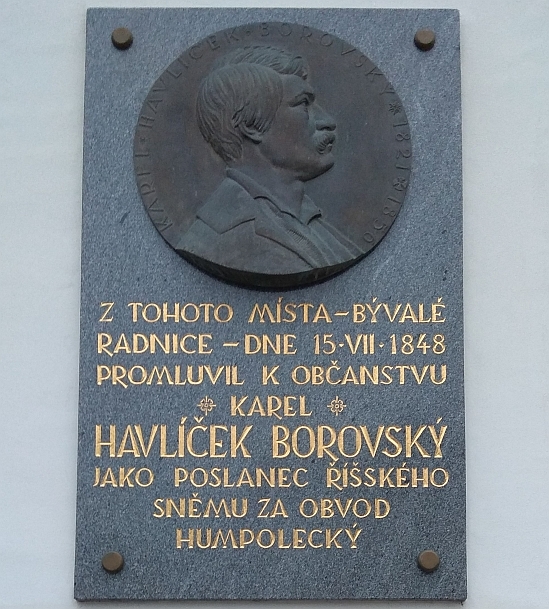 KAREL·HAVLÍČEK·BOROVSKÝ * 1821 * 1856
Z TOHOTO MÍSTA–BÝVALÉ
RADNICE – DNE 15·VII·1848
PROMLUVIL K OBČANSTVU
KAREL
HAVLÍČEK BOROVSKÝ
JAKO POSLANEC ŘÍŠSKÉHO
SNĚMU ZA OBVOD
HUMPOLECKÝ